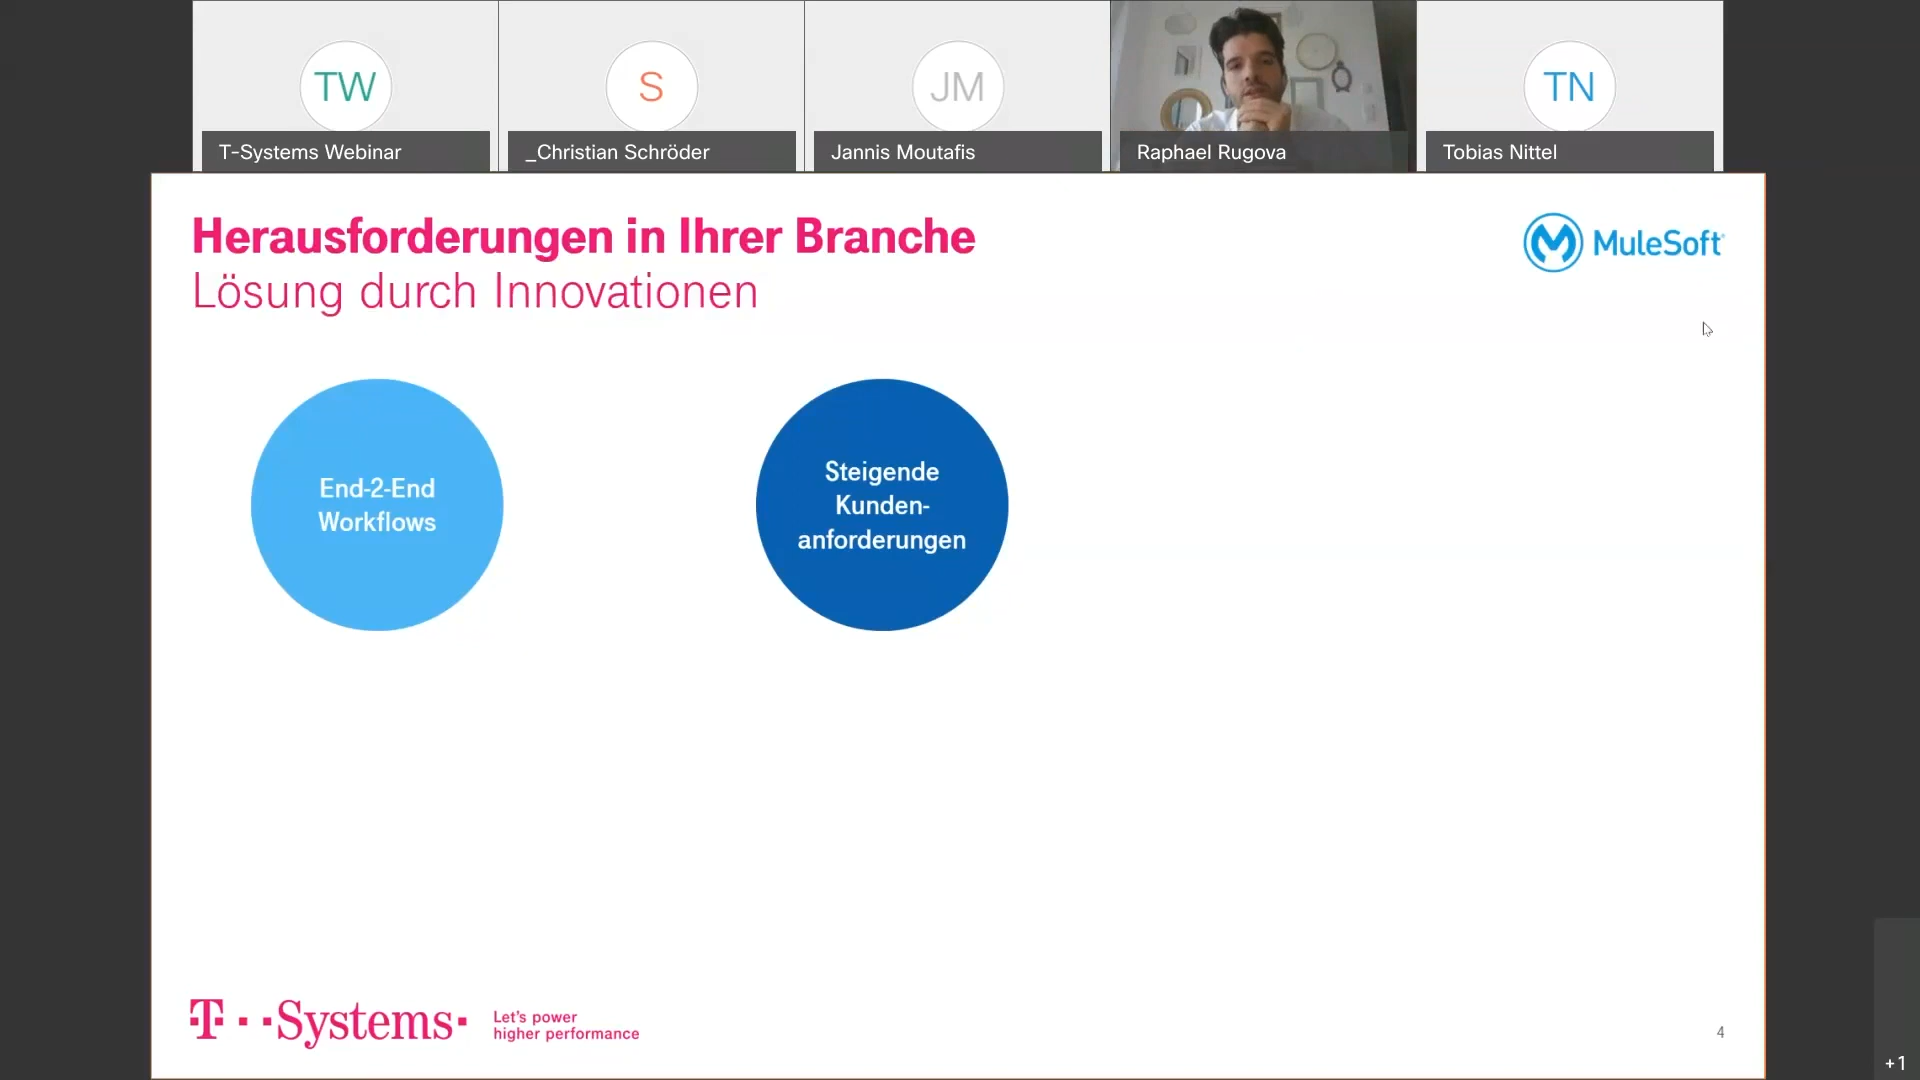 TW
S
JM
TN
T-Systems Webinar
_Christian Schröder
Jannis Moutafis
Raphael Rugova
Tobias Nittel
Herausforderungen in Ihrer Branche
Lösung durch Innovationen
MuleSoft
End-2-End
Workflows
Steigende
Kunden-
anforderungen
T··Systems·
Let's power
higher performance
4
+1